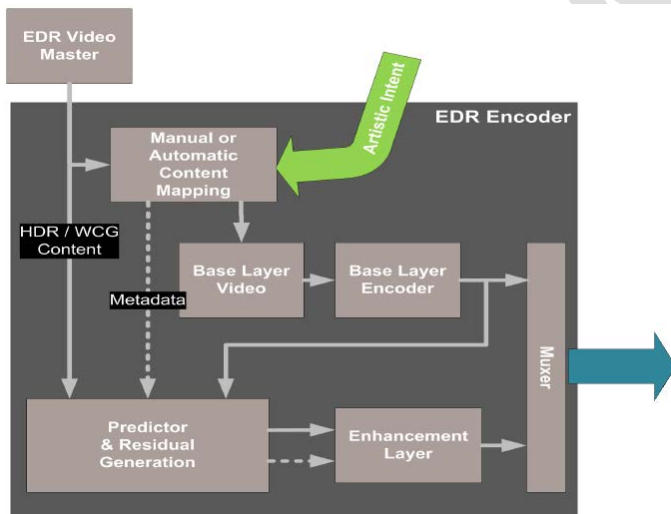 EDR Video
Master
Artistic Intent
EDR Encoder
Manual or
Automatic
Content
Mapping
HDR / WCG
Content
Metadata
Base Layer
Video
Base Layer
Encoder
Muxer
Predictor
& Residual
Generation
Enhancement
Layer